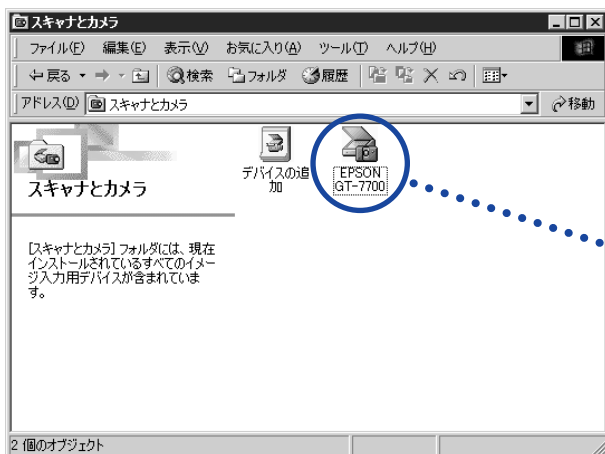 スキャナとカメラ
ファイル(F) 編集(E) 表示(V) お気に入り(A) ツール(T) ヘルプ(H)
戻る 検索 フォルダ 履歴
アドレス(D) スキャナとカメラ 移動
スキャナとカメラ
デバイスの追
加
EPSON
GT-7700
[スキャナとカメラ] フォルダには、現在
インストールされているすべてのイメー
ジ入力用デバイスが含まれていま
す。
2 個のオブジェクト